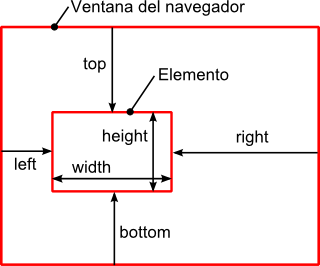 Ventana del navegador
top
Elemento
height
right
left
width
bottom